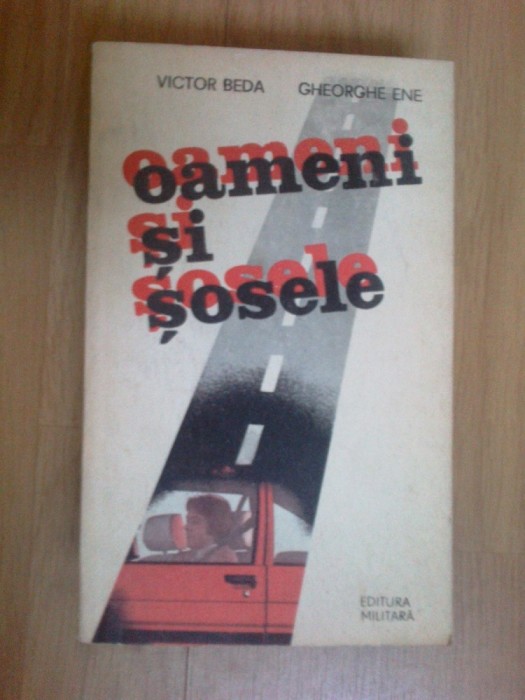 VICTOR BEDA GHEORGHE ENE
oameni
și
șosele
EDITURA
MILITARĂ